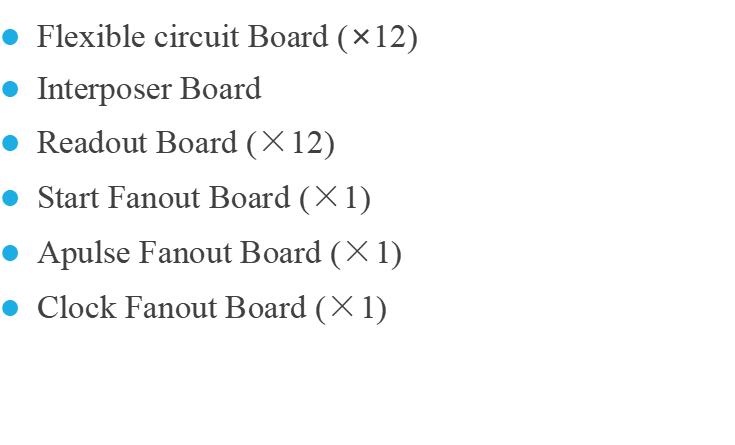 • Flexible circuit Board (×12)
• Interposer Board
• Readout Board (×12)
• Start Fanout Board (×1)
• Apulse Fanout Board (×1)
• Clock Fanout Board (×1)